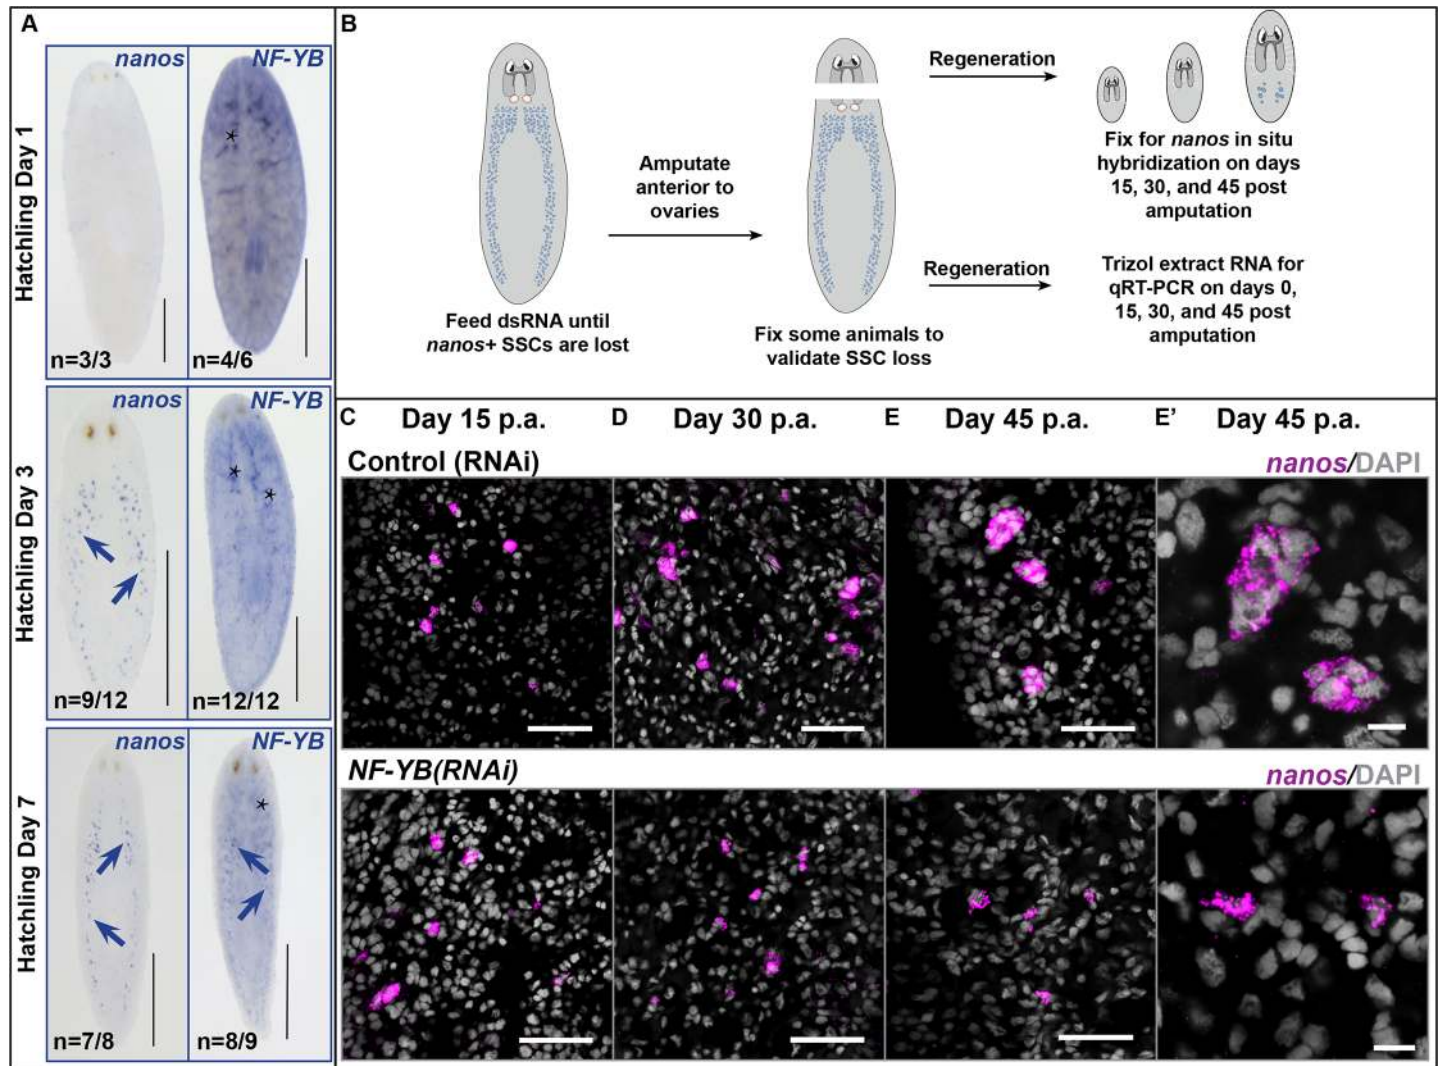 A
nanos
NF-YB
Hatchling Day 1
*
n=3/3
n=4/6
nanos
NF-YB
Hatchling Day 3
*
*
n=9/12
n=12/12
nanos
NF-YB
Hatchling Day 7
*
n=7/8
n=8/9
B
Feed dsRNA until
nanos+ SSCs are lost
Amputate
anterior to
ovaries
Fix some animals to
validate SSC loss
Regeneration
Fix for nanos in situ
hybridization on days
15, 30, and 45 post
amputation
Regeneration
Trizol extract RNA for
qRT-PCR on days 0,
15, 30, and 45 post
amputation
C Day 15 p.a.
D Day 30 p.a.
E Day 45 p.a.
E' Day 45 p.a.
Control (RNAi)
nanos/DAPI
NF-YB(RNAi)
nanos/DAPI